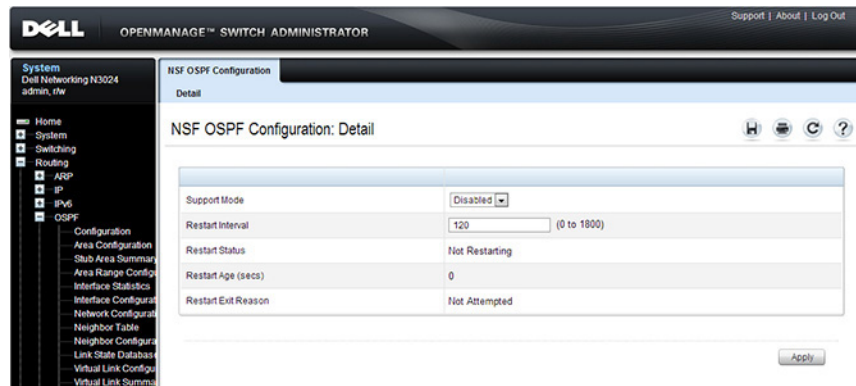 Support | About | Log Out
DELL OPENMANAGE™ SWITCH ADMINISTRATOR
System
Dell Networking N3024
admin, r/w
Home
System
Switching
Routing
ARP
IP
IPv6
OSPF
Configuration
Area Configuration
Stub Area Summary
Area Range Configu
Interface Statistics
Interface Configurat
Network Configurati
Neighbor Table
Neighbor Configura
Link State Database
Virtual Link Configu
Virtual Link Summa
NSF OSPF Configuration
Detail
NSF OSPF Configuration: Detail
Support Mode Disabled
Restart Interval 120 (0 to 1800)
Restart Status Not Restarting
Restart Age (secs) 0
Restart Exit Reason Not Attempted
Apply